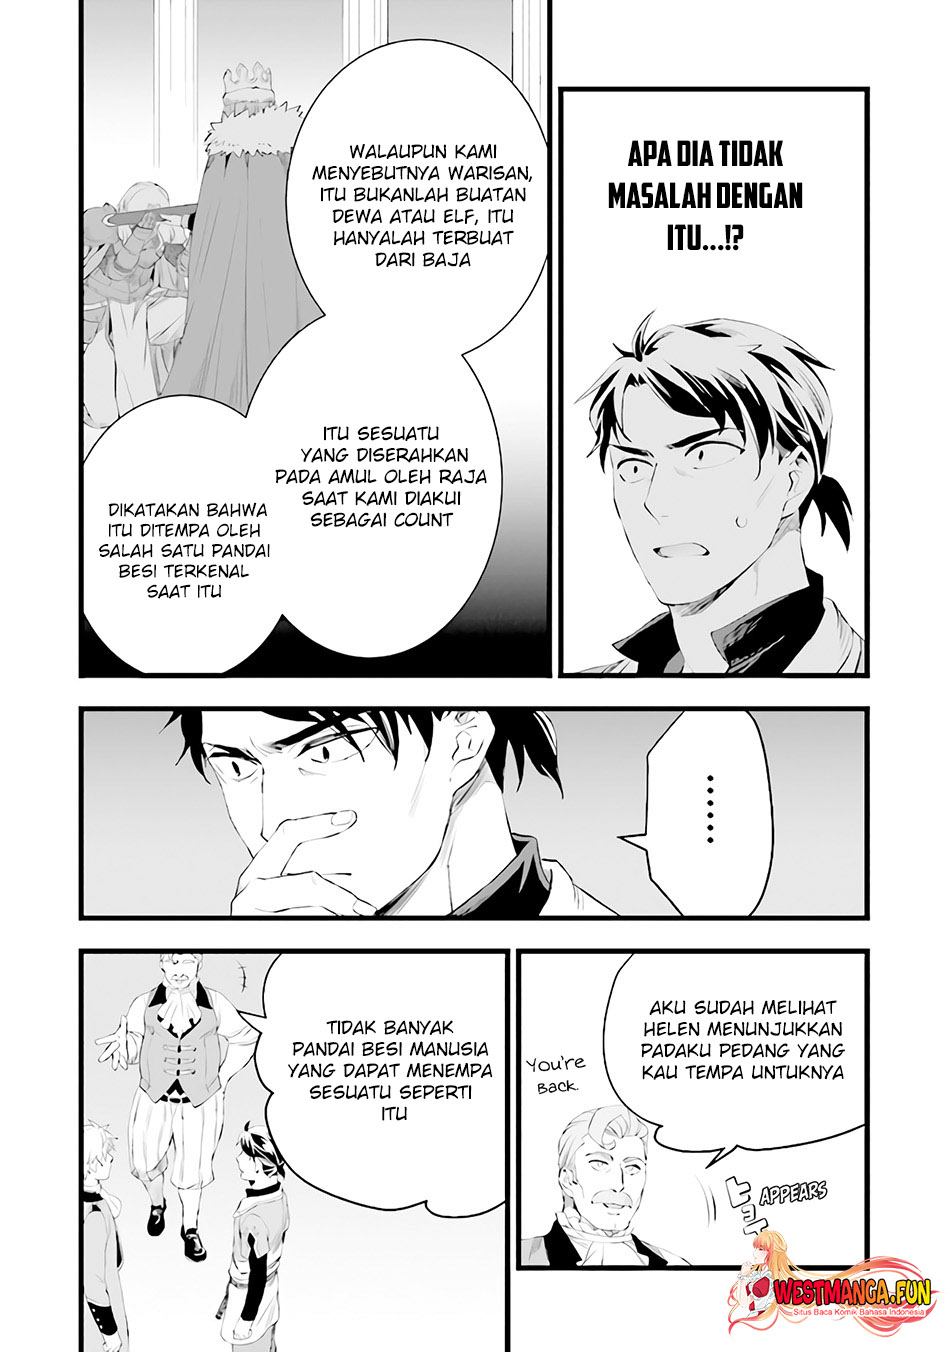 APA DIA TIDAK
MASALAH DENGAN
ITU...!?
WALAUPUN KAMI
MENYEBUTNYA WARISAN,
ITU BUKANLAH BUATAN
DEWA ATAU ELF, ITU
HANYALAH TERBUAT
DARI BAJA
ITU SESUATU
YANG DISERAHKAN
PADA AMUL OLEH RAJA
SAAT KAMI DIAKUI
SEBAGAI COUNT
DIKATAKAN BAHWA
ITU DITEMPA OLEH
SALAH SATU PANDAI
BESI TERKENAL
SAAT ITU
......
AKU SUDAH MELIHAT
HELEN MENUNJUKKAN
PADAKU PEDANG YANG
KAU TEMPA UNTUKNYA
You're
BACK.
ヒョイ
APPEARS
TIDAK BANYAK
PANDAI BESI MANUSIA
YANG DAPAT MENEMPA
SESUATU SEPERTI
ITU
WESTMANGA.FUN
Situs Baca Komik Bahasa Indonesia